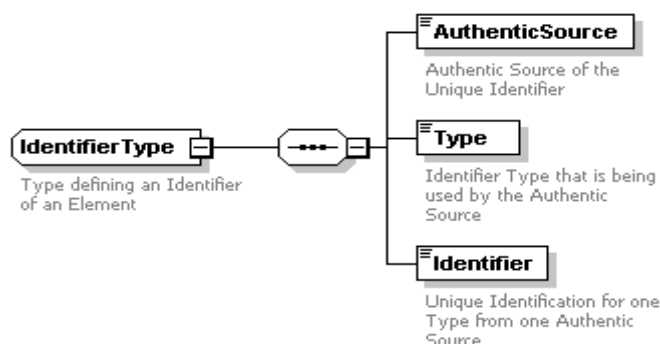 AuthenticSource
Authentic Source of the
Unique Identifier
IdentifierType
Type defining an Identifier
of an Element
Type
Identifier Type that is being
used by the Authentic
Source
Identifier
Unique Identification for one
Type from one Authentic
Source